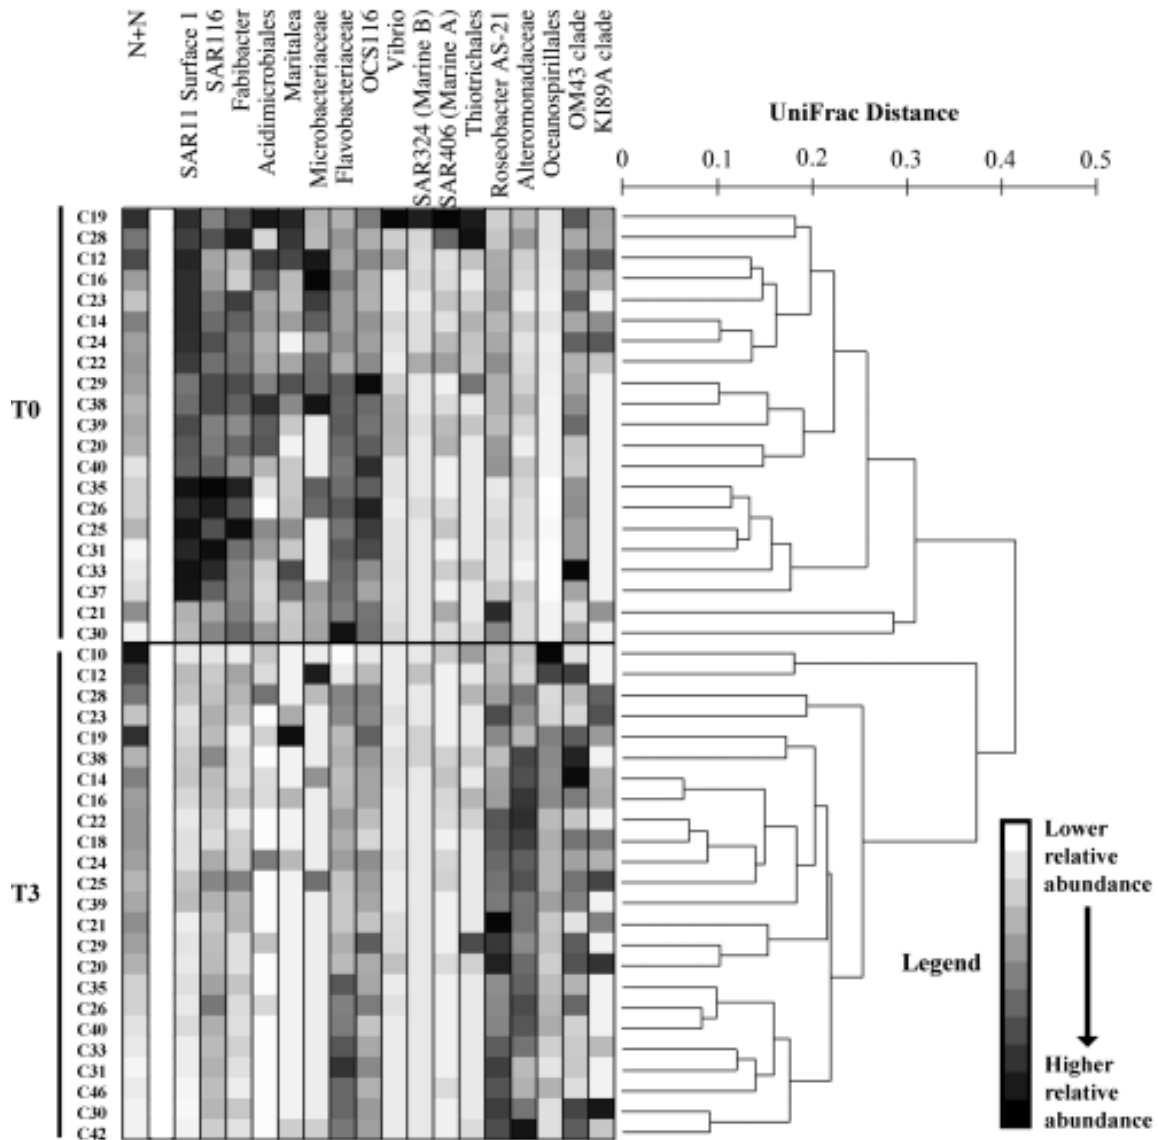 N+N
SAR11 Surface 1
SAR116
Fabibacter
Acidimicrobiales
Maritalea
Microbacteriaceae
Flavobacteriaceae
OCS116
Vibrio
SAR324 (Marine B)
SAR406 (Marine A)
Thiotrichales
Roseobacter AS-21
Alteromonadaceae
Oceanospirillales
OM43 clade
KI89A clade
UniFrac Distance
0 0.1 0.2 0.3 0.4 0.5
T0
C19
C28
C12
C16
C23
C14
C24
C22
C29
C38
C39
C20
C40
C35
C26
C25
C31
C33
C37
C21
C30
T3
C10
C12
C28
C23
C19
C38
C14
C16
C22
C18
C24
C25
C39
C21
C29
C20
C35
C26
C40
C33
C31
C46
C30
C42
Legend
Lower
relative
abundance
Higher
relative
abundance